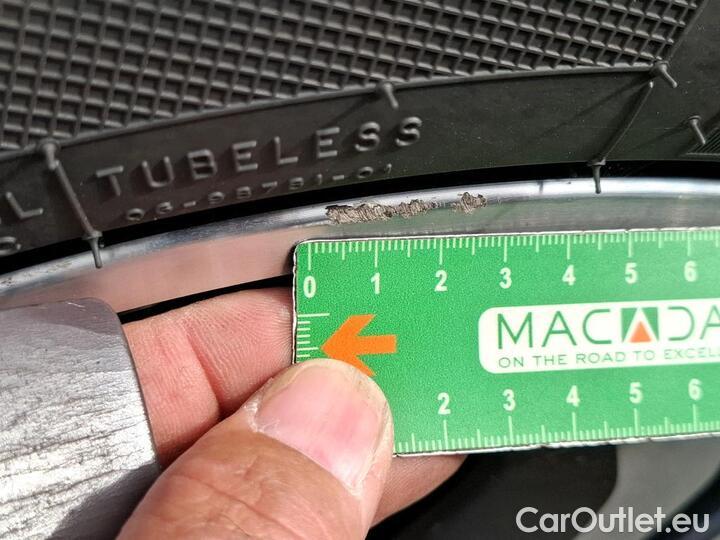 TUBELESS
0 1 2 3 4 5 6
MACADA
ON THE ROAD TO EXCELL
2 3 4 5 6
CarOutlet.eu